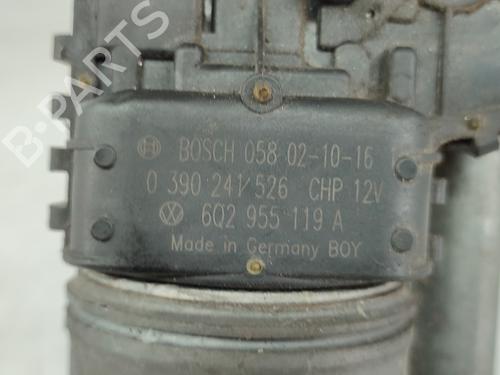 BOSCH 058 02-10-16
0 390 241 526 CHP 12V
6Q2 955 119 A
Made in Germany BOY
B-PARTS